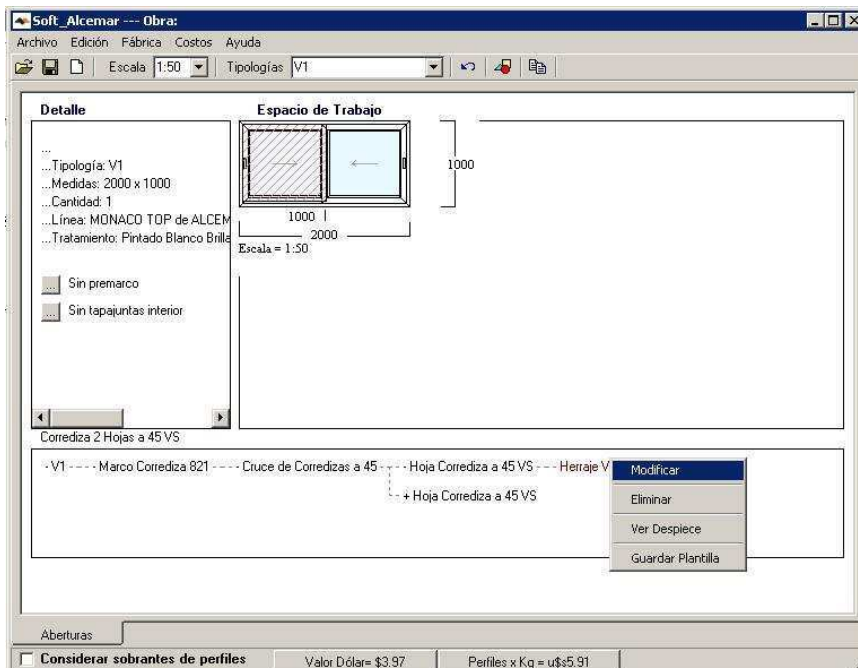 Soft_Alcemar --- Obra:
Archivo Edición Fábrica Costos Ayuda
Escala 1:50 Tipologías V1
Detalle
Espacio de Trabajo
...
...Tipología: V1
...Medidas: 2000 x 1000
...Cantidad: 1
...Línea: MONACO TOP de ALCEM
...Tratamiento: Pintado Blanco Brilla
... Sin premarco
... Sin tapajuntas interior
1000
1000
2000
Escala = 1:50
Corrediza 2 Hojas a 45 VS
- V1 ---- Marco Corrediza 821 ---- Cruce de Corredizas a 45 ---- Hoja Corrediza a 45 VS --- Herraje V
-- + Hoja Corrediza a 45 VS
Modificar
Eliminar
Ver Despiece
Guardar Plantilla
Aberturas
Considerar sobrantes de perfiles
Valor Dólar= $3.97
Perfiles x Kg = u$s5.91